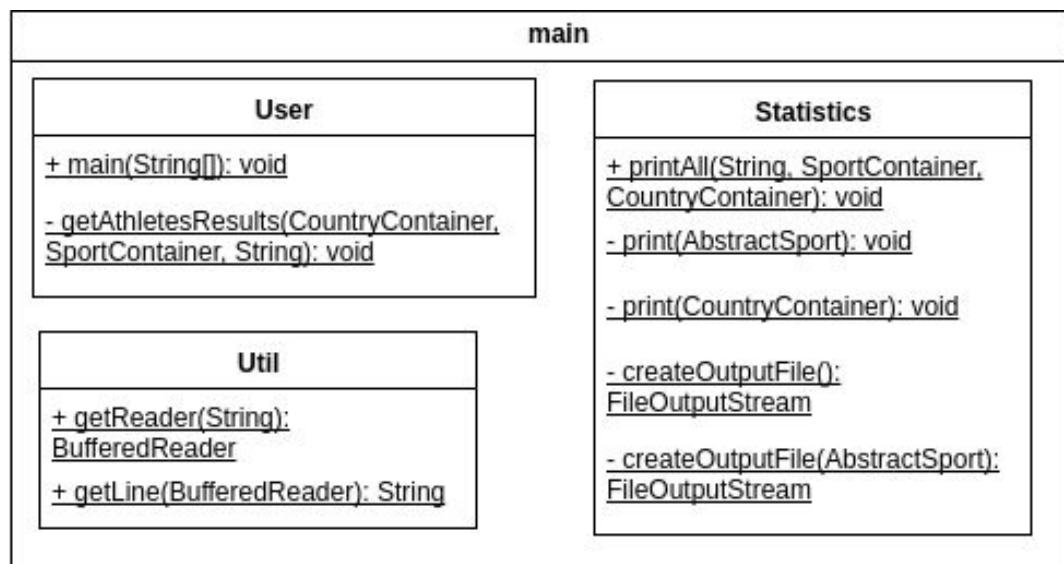 main
User
+ main(String[]): void
- getAthletesResults(CountryContainer,
SportContainer, String): void
Util
+ getReader(String):
BufferedReader
+ getLine(BufferedReader): String
Statistics
+ printAll(String, SportContainer,
CountryContainer): void
- print(AbstractSport): void
- print(CountryContainer): void
- createOutputFile():
FileOutputStream
- createOutputFile(AbstractSport):
FileOutputStream